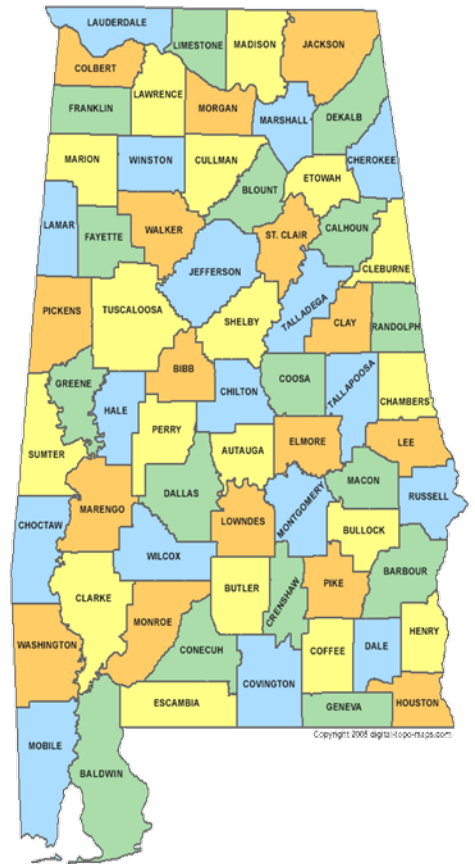 LAUDERDALE
LIMESTONE
MADISON
JACKSON
COLBERT
LAWRENCE
MORGAN
FRANKLIN
MARSHALL
DEKALB
MARION
WINSTON
CULLMAN
CHEROKEE
ETOWAH
BLOUNT
LAMAR
FAYETTE
WALKER
ST. CLAIR
CALHOUN
JEFFERSON
CLEBURNE
PICKENS
TUSCALOOSA
SHELBY
TALLADEGA
CLAY
RANDOLPH
BIBB
GREENE
HALE
CHILTON
COOSA
TALLAPOOSA
CHAMBERS
PERRY
SUMTER
AUTAUGA
ELMORE
LEE
DALLAS
MACON
MARENGO
CHOCTAW
LOWNDES
MONTGOMERY
RUSSELL
BULLOCK
WILCOX
BARBOUR
CLARKE
BUTLER
CRENSHAW
PIKE
MONROE
WASHINGTON
CONECUH
COFFEE
DALE
HENRY
COVINGTON
ESCAMBIA
GENEVA
HOUSTON
Copyright 2005 digital-topo-maps.com
MOBILE
BALDWIN